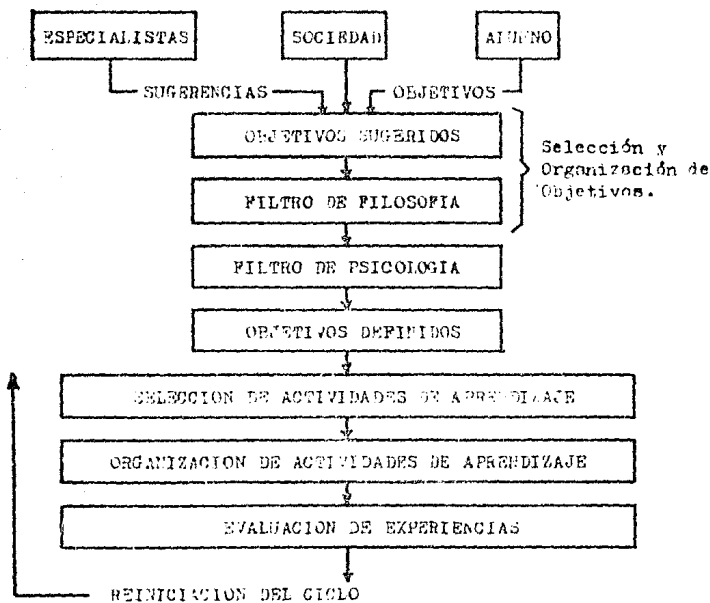 ESPECIALISTAS
SOCIEDAD
ALUMNO
SUGERENCIAS
OBJETIVOS
OBJETIVOS SUGERIDOS
Selección y
Organización de
Objetivos.
FILTRO DE FILOSOFIA
FILTRO DE PSICOLOGIA
OBJETIVOS DEFINIDOS
SELECCION DE ACTIVIDADES DE APRENDIZAJE
ORGANIZACION DE ACTIVIDADES DE APRENDIZAJE
EVALUACION DE EXPERIENCIAS
REINICIACION DEL CICLO